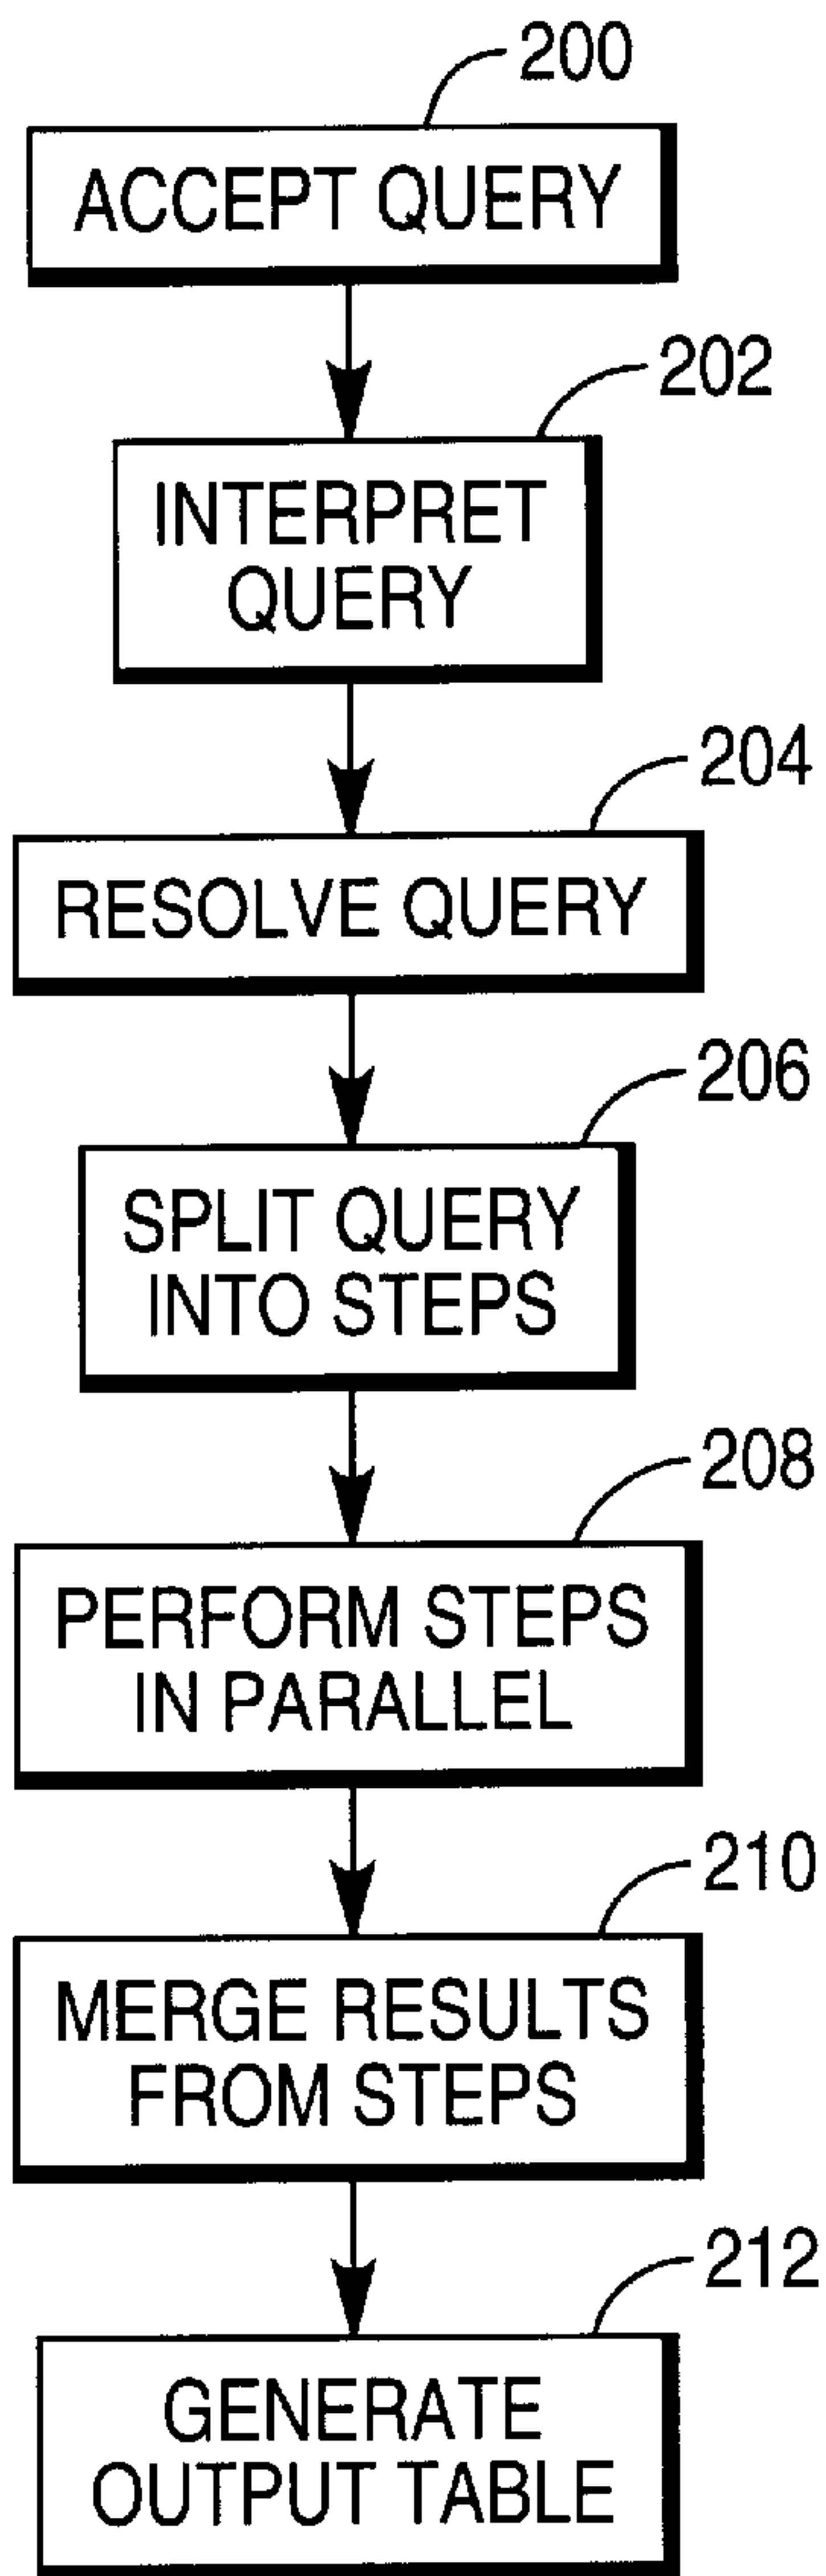 200
ACCEPT QUERY
202
INTERPRET
QUERY
204
RESOLVE QUERY
206
SPLIT QUERY
INTO STEPS
208
PERFORM STEPS
IN PARALLEL
210
MERGE RESULTS
FROM STEPS
212
GENERATE
OUTPUT TABLE